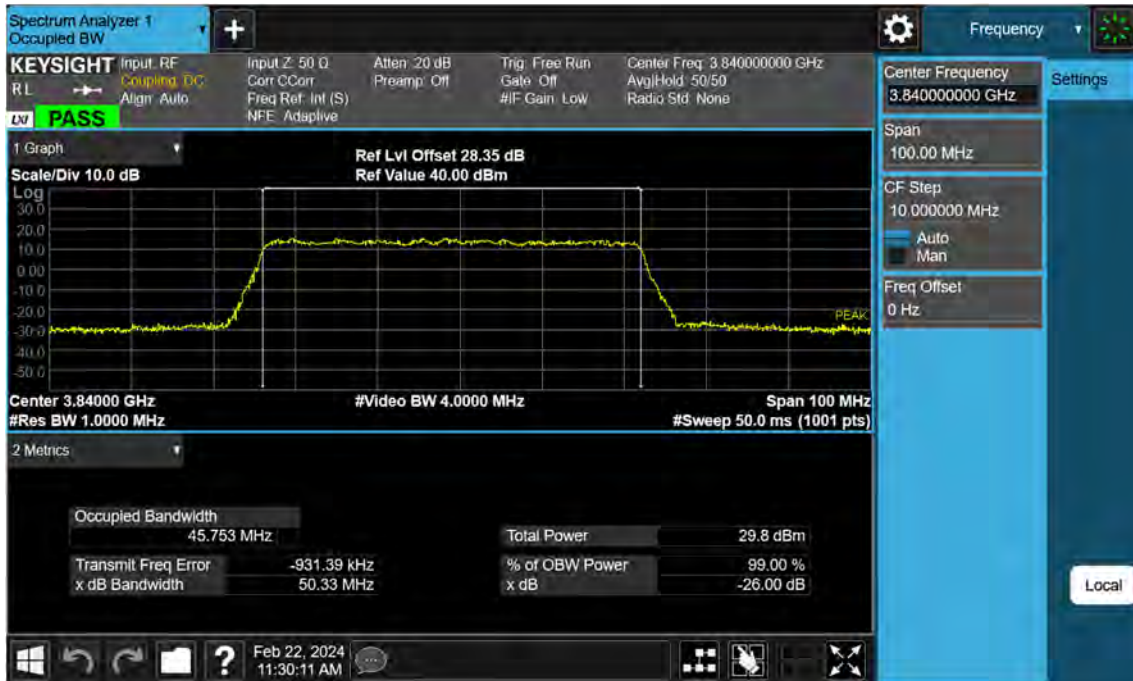 Spectrum Analyzer 1
Occupied BW
Frequency
KEYSIGHT
RL
LXI
PASS
Input: RF
Coupling: DC
Align: Auto
Input Z: 50 Ω
Corr CCorr
Freq Ref: Int (S)
NFE: Adaptive
Atten: 20 dB
Preamp: Off
Trig: Free Run
Gate: Off
#IF Gain: Low
Center Freq: 3.840000000 GHz
Avg|Hold: 50/50
Radio Std: None
Center Frequency
3.840000000 GHz
Settings
Span
100.00 MHz
CF Step
10.000000 MHz
Auto
Man
Freq Offset
0 Hz
Local
1 Graph
Scale/Div 10.0 dB
Ref Lvl Offset 28.35 dB
Ref Value 40.00 dBm
Log
30.0
20.0
10.0
0.00
-10.0
-20.0
-30.0
-40.0
-50.0
PEAK
Center 3.84000 GHz
#Video BW 4.0000 MHz
Span 100 MHz
#Res BW 1.0000 MHz
#Sweep 50.0 ms (1001 pts)
2 Metrics
Occupied Bandwidth
45.753 MHz
Total Power 29.8 dBm
Transmit Freq Error -931.39 kHz
% of OBW Power 99.00 %
x dB Bandwidth 50.33 MHz
x dB -26.00 dB
?
Feb 22, 2024
11:30:11 AM